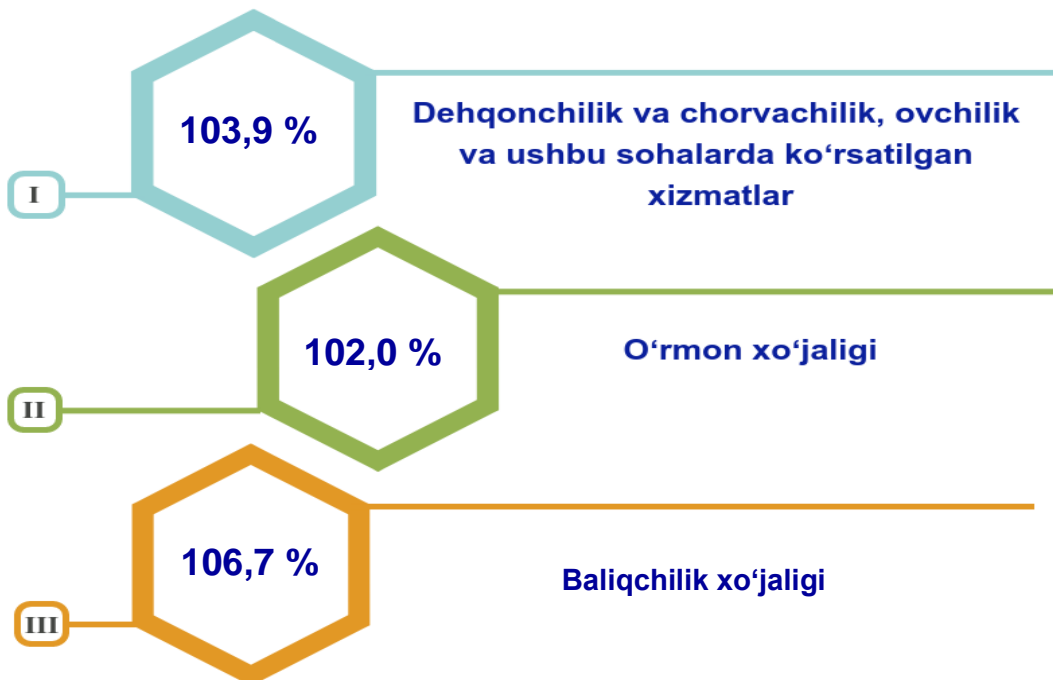 103,9 %
Dehqonchilik va chorvachilik, ovchilik
va ushbu sohalarda ko‘rsatilgan
xizmatlar
I
102,0 %
O‘rmon xo‘jaligi
II
106,7 %
Baliqchilik xo‘jaligi
III